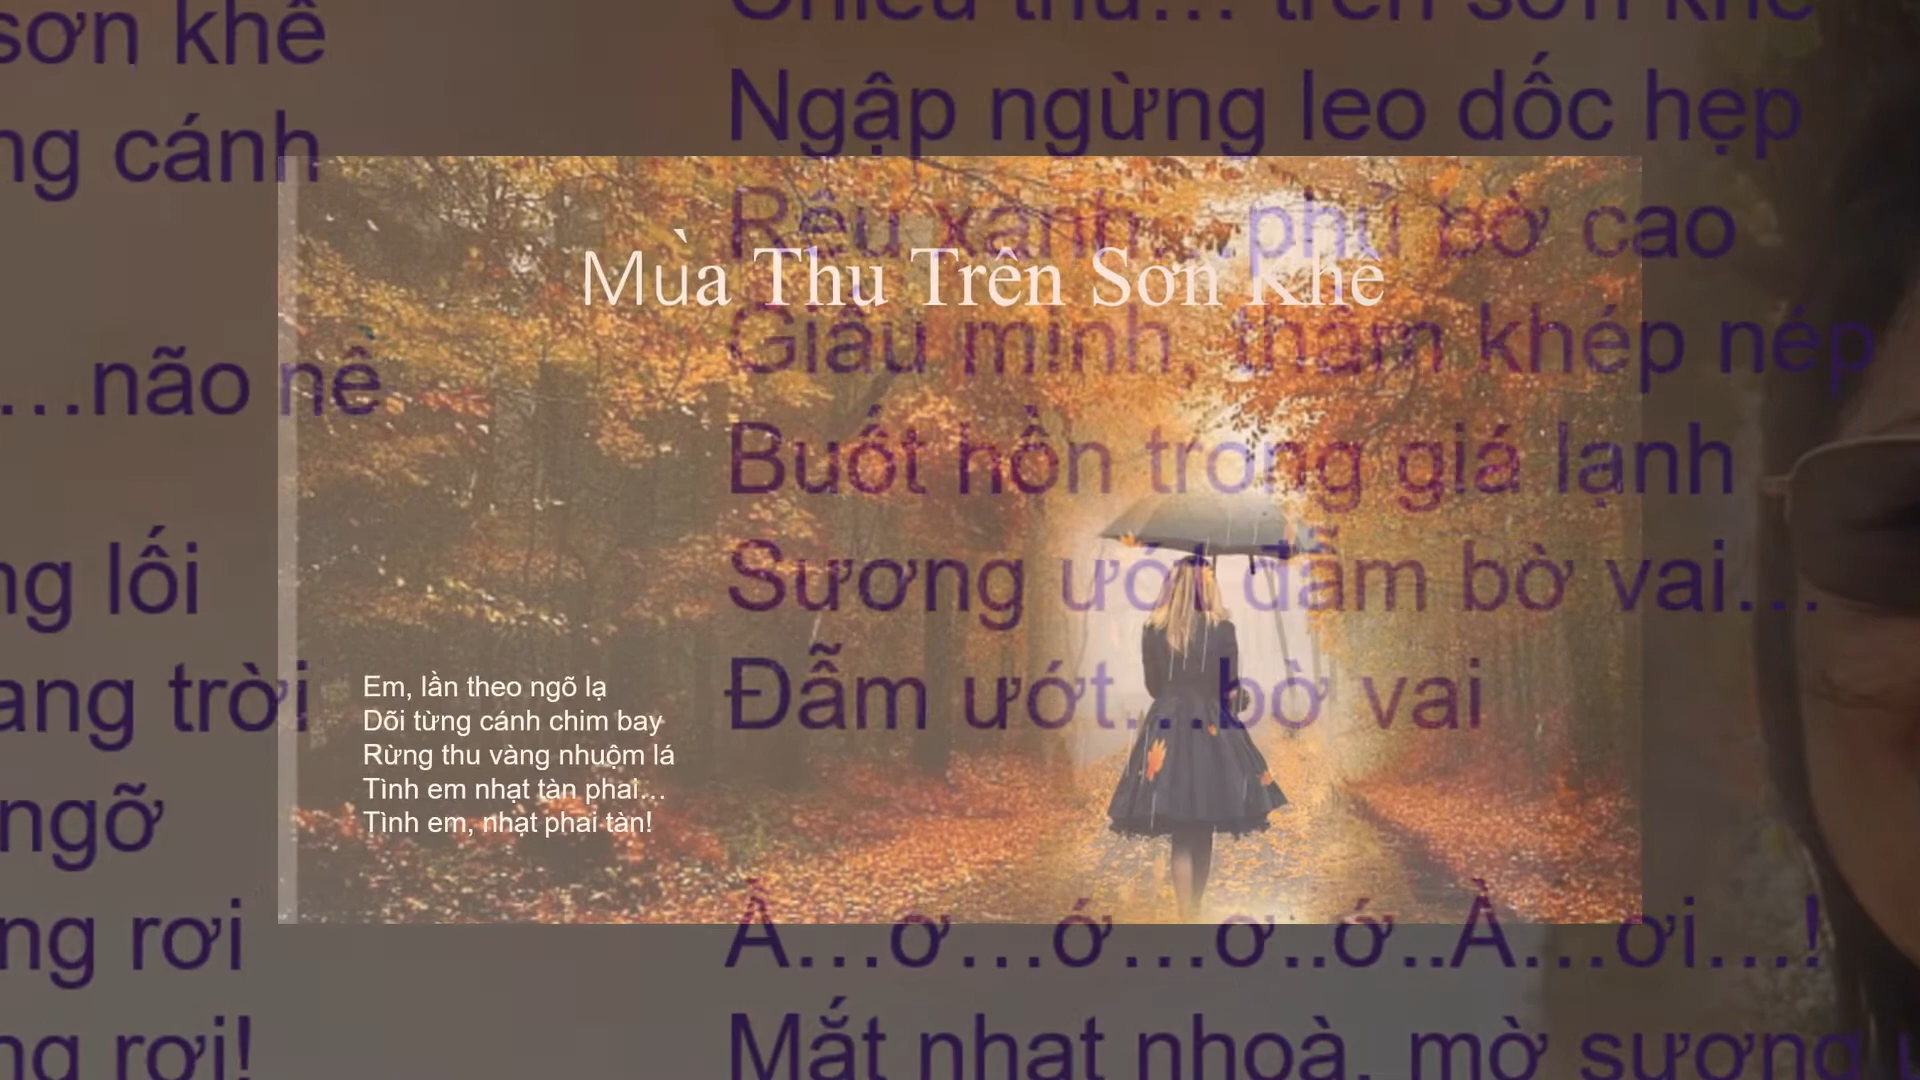 sơn khê
ng cánh
…não nề
ng lối
ang trời
ngỡ
ng rơi
ng rơi!
Chiều thu… trên sơn khê
Ngập ngừng leo dốc hẹp
Rêu xanh… phủ bờ cao
Giấu mình, thầm khép nép
Buốt hồn trong giá lạnh
Sương ướt đẫm bờ vai…
Đẫm ướt…bờ vai
Ầ…ơ…ớ…ơ..ớ..Ầ…ơi…!
Mắt nhạt nhoà, mờ sương
Mùa Thu Trên Sơn Khê
Em, lần theo ngõ lạ
Dõi từng cánh chim bay
Rừng thu vàng nhuộm lá
Tình em nhạt tàn phai…
Tình em, nhạt phai tàn!